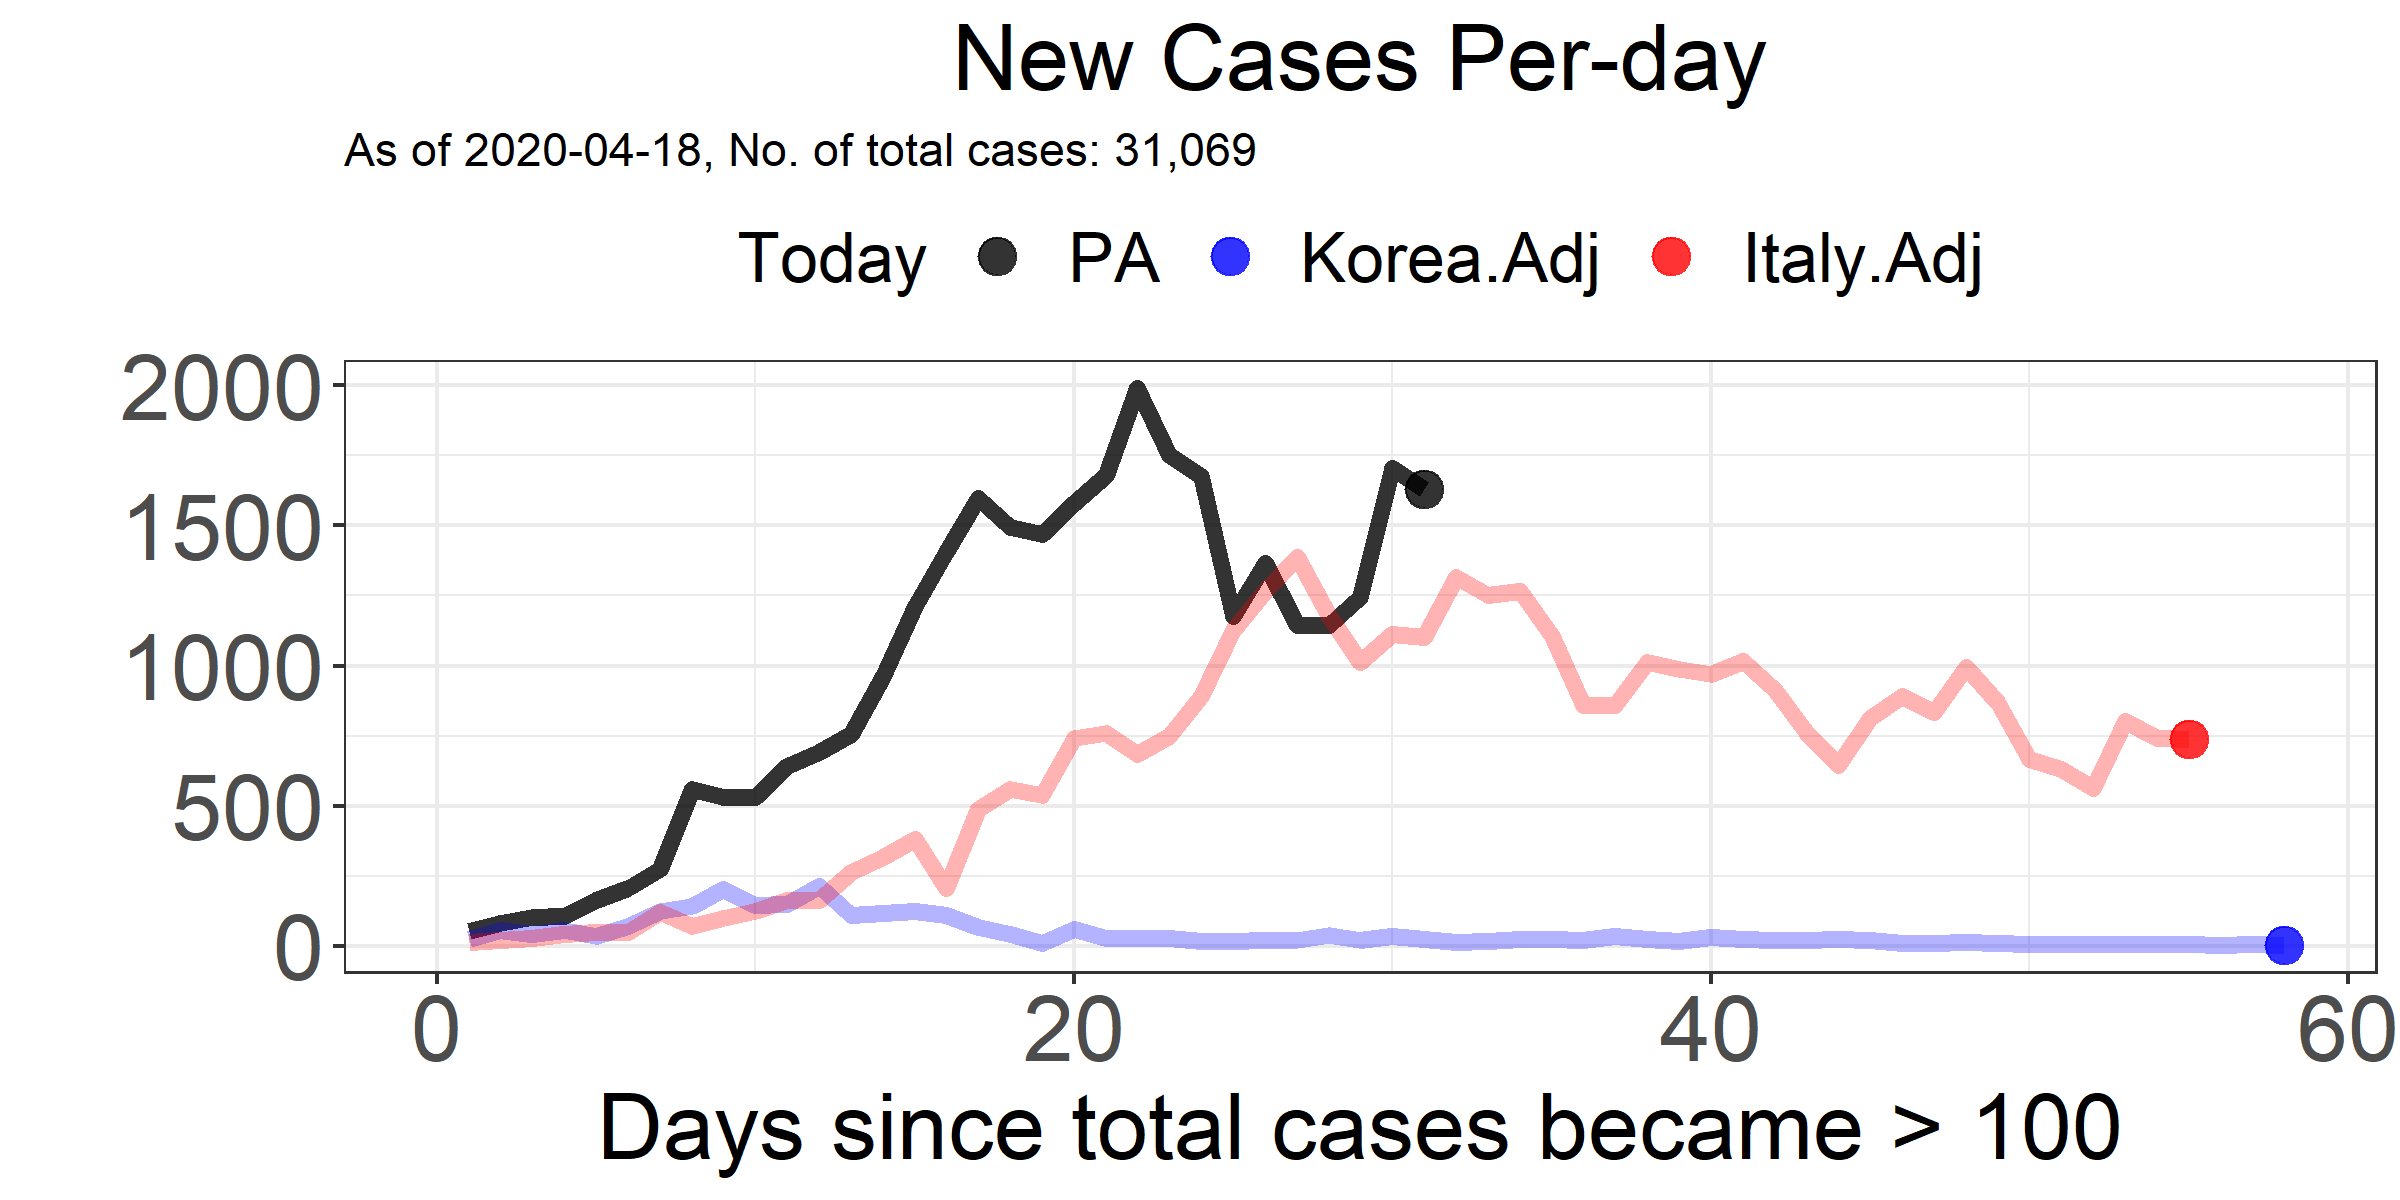 New Cases Per-day
As of 2020-04-18, No. of total cases: 31,069
Today PA Korea.Adj Italy.Adj
2000
1500
1000
500
0
0 20 40 60
Days since total cases became > 100